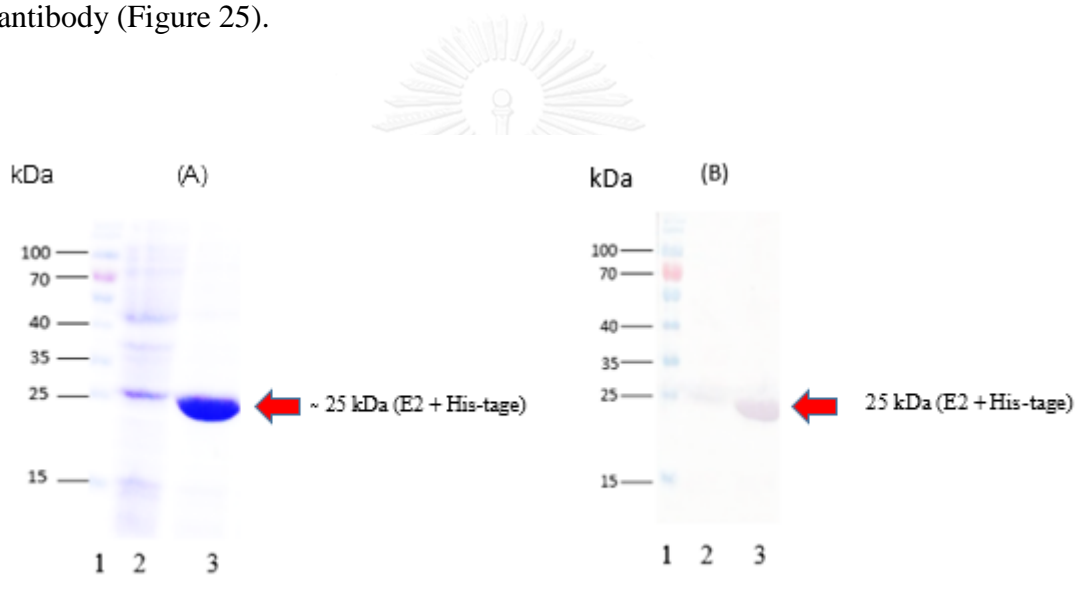 antibody (Figure 25).
kDa (A)
100
70
40
35
25
~ 25 kDa (E2 + His-tage)
15
1 2 3
kDa (B)
100
70
40
35
25
25 kDa (E2 + His-tage)
15
1 2 3